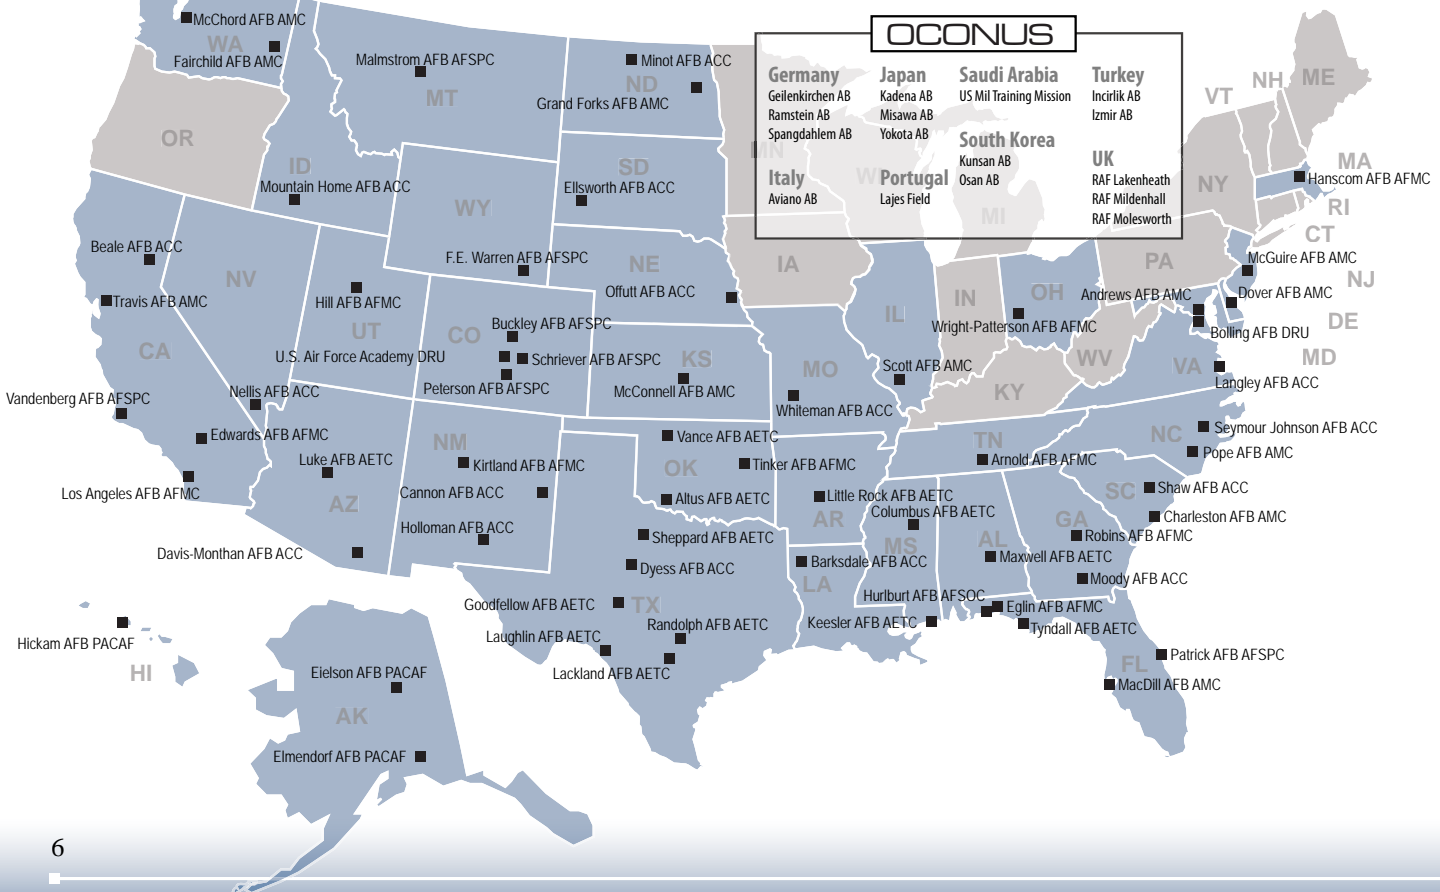 McChord AFB AMC
WA
Fairchild AFB AMC
Malmstrom AFB AFSPC
MT
Minot AFB ACC
ND
Grand Forks AFB AMC
OCONUS
Germany
Geilenkirchen AB
Ramstein AB
Spangdahlem AB
Italy
Aviano AB
Japan
Kadena AB
Misawa AB
Yokota AB
Portugal
Lajes Field
Saudi Arabia
US Mil Training Mission
South Korea
Kunsan AB
Osan AB
Turkey
Incirlik AB
Izmir AB
UK
RAF Lakenheath
RAF Mildenhall
RAF Molesworth
MN
MI
VT
NH
ME
OR
ID
Mountain Home AFB ACC
SD
Ellsworth AFB ACC
WY
NY
MA
Hanscom AFB AFMC
RI
CT
Beale AFB ACC
NV
F.E. Warren AFB AFSPC
NE
Offutt AFB ACC
IA
PA
McGuire AFB AMC
NJ
Travis AFB AMC
Hill AFB AFMC
UT
CO
Buckley AFB AFSPC
U.S. Air Force Academy DRU
Schriever AFB AFSPC
Peterson AFB AFSPC
KS
McConnell AFB AMC
MO
Whiteman AFB ACC
IL
Scott AFB AMC
IN
OH
Wright-Patterson AFB AFMC
Andrews AFB AMC
Dover AFB AMC
Bolling AFB DRU
DE
MD
CA
WV
VA
Langley AFB ACC
KY
Vandenberg AFB AFSPC
Nellis AFB ACC
Edwards AFB AFMC
Los Angeles AFB AFMC
Luke AFB AETC
AZ
Davis-Monthan AFB ACC
NM
Kirtland AFB AFMC
Cannon AFB ACC
Holloman AFB ACC
Vance AFB AETC
OK
Tinker AFB AFMC
Altus AFB AETC
TN
Arnold AFB AFMC
NC
Seymour Johnson AFB ACC
Pope AFB AMC
SC
Shaw AFB ACC
Charleston AFB AMC
Little Rock AFB AETC
AR
Columbus AFB AETC
MS
AL
Maxwell AFB AETC
GA
Robins AFB AFMC
Moody AFB ACC
Sheppard AFB AETC
Dyess AFB ACC
Goodfellow AFB AETC
TX
Randolph AFB AETC
Laughlin AFB AETC
Lackland AFB AETC
Barksdale AFB ACC
LA
Hurlburt AFB AFSOC
Keesler AFB AETC
Eglin AFB AFMC
Tyndall AFB AETC
FL
Patrick AFB AFSPC
MacDill AFB AMC
Hickam AFB PACAF
HI
Eielson AFB PACAF
AK
Elmendorf AFB PACAF
6